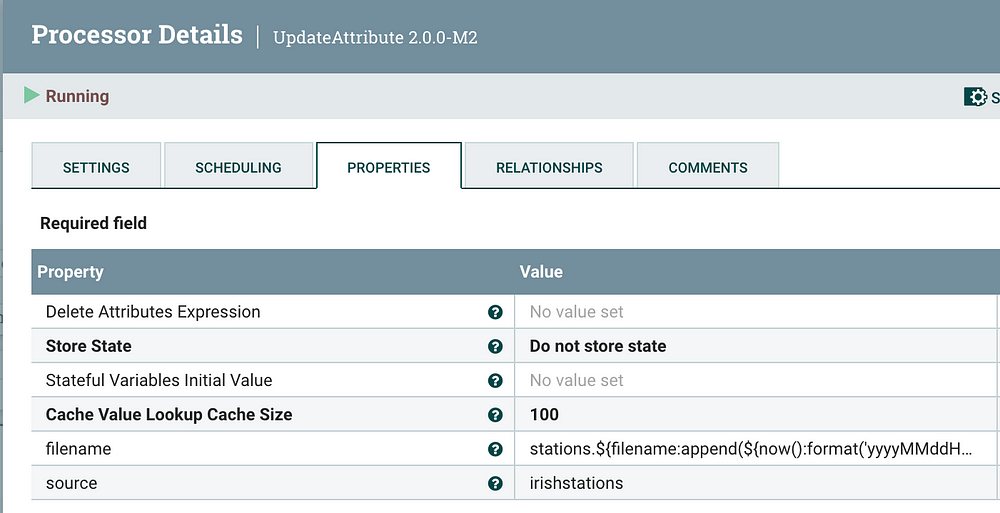 Processor Details | UpdateAttribute 2.0.0-M2
Running
S
SETTINGS SCHEDULING PROPERTIES RELATIONSHIPS COMMENTS
Required field
Property Value
Delete Attributes Expression ? No value set
Store State ? Do not store state
Stateful Variables Initial Value ? No value set
Cache Value Lookup Cache Size ? 100
filename ? stations.${filename:append(${now():format('yyyyMMddH...
source ? irishstations